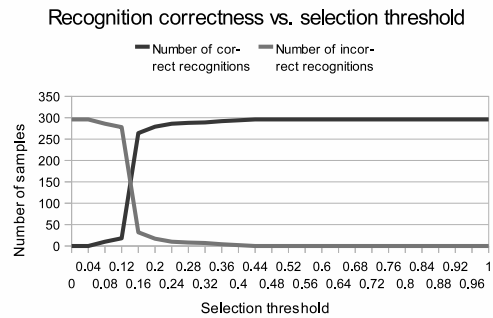 Recognition correctness vs. selection threshold
Number of cor-
rect recognitions
Number of incor-
rect recognitions
350
300
250
200
150
100
50
0
Number of samples
0.04 0.12 0.2 0.28 0.36 0.44 0.52 0.6 0.68 0.76 0.84 0.92 1
0 0.08 0.16 0.24 0.32 0.4 0.48 0.56 0.64 0.72 0.8 0.88 0.96
Selection threshold